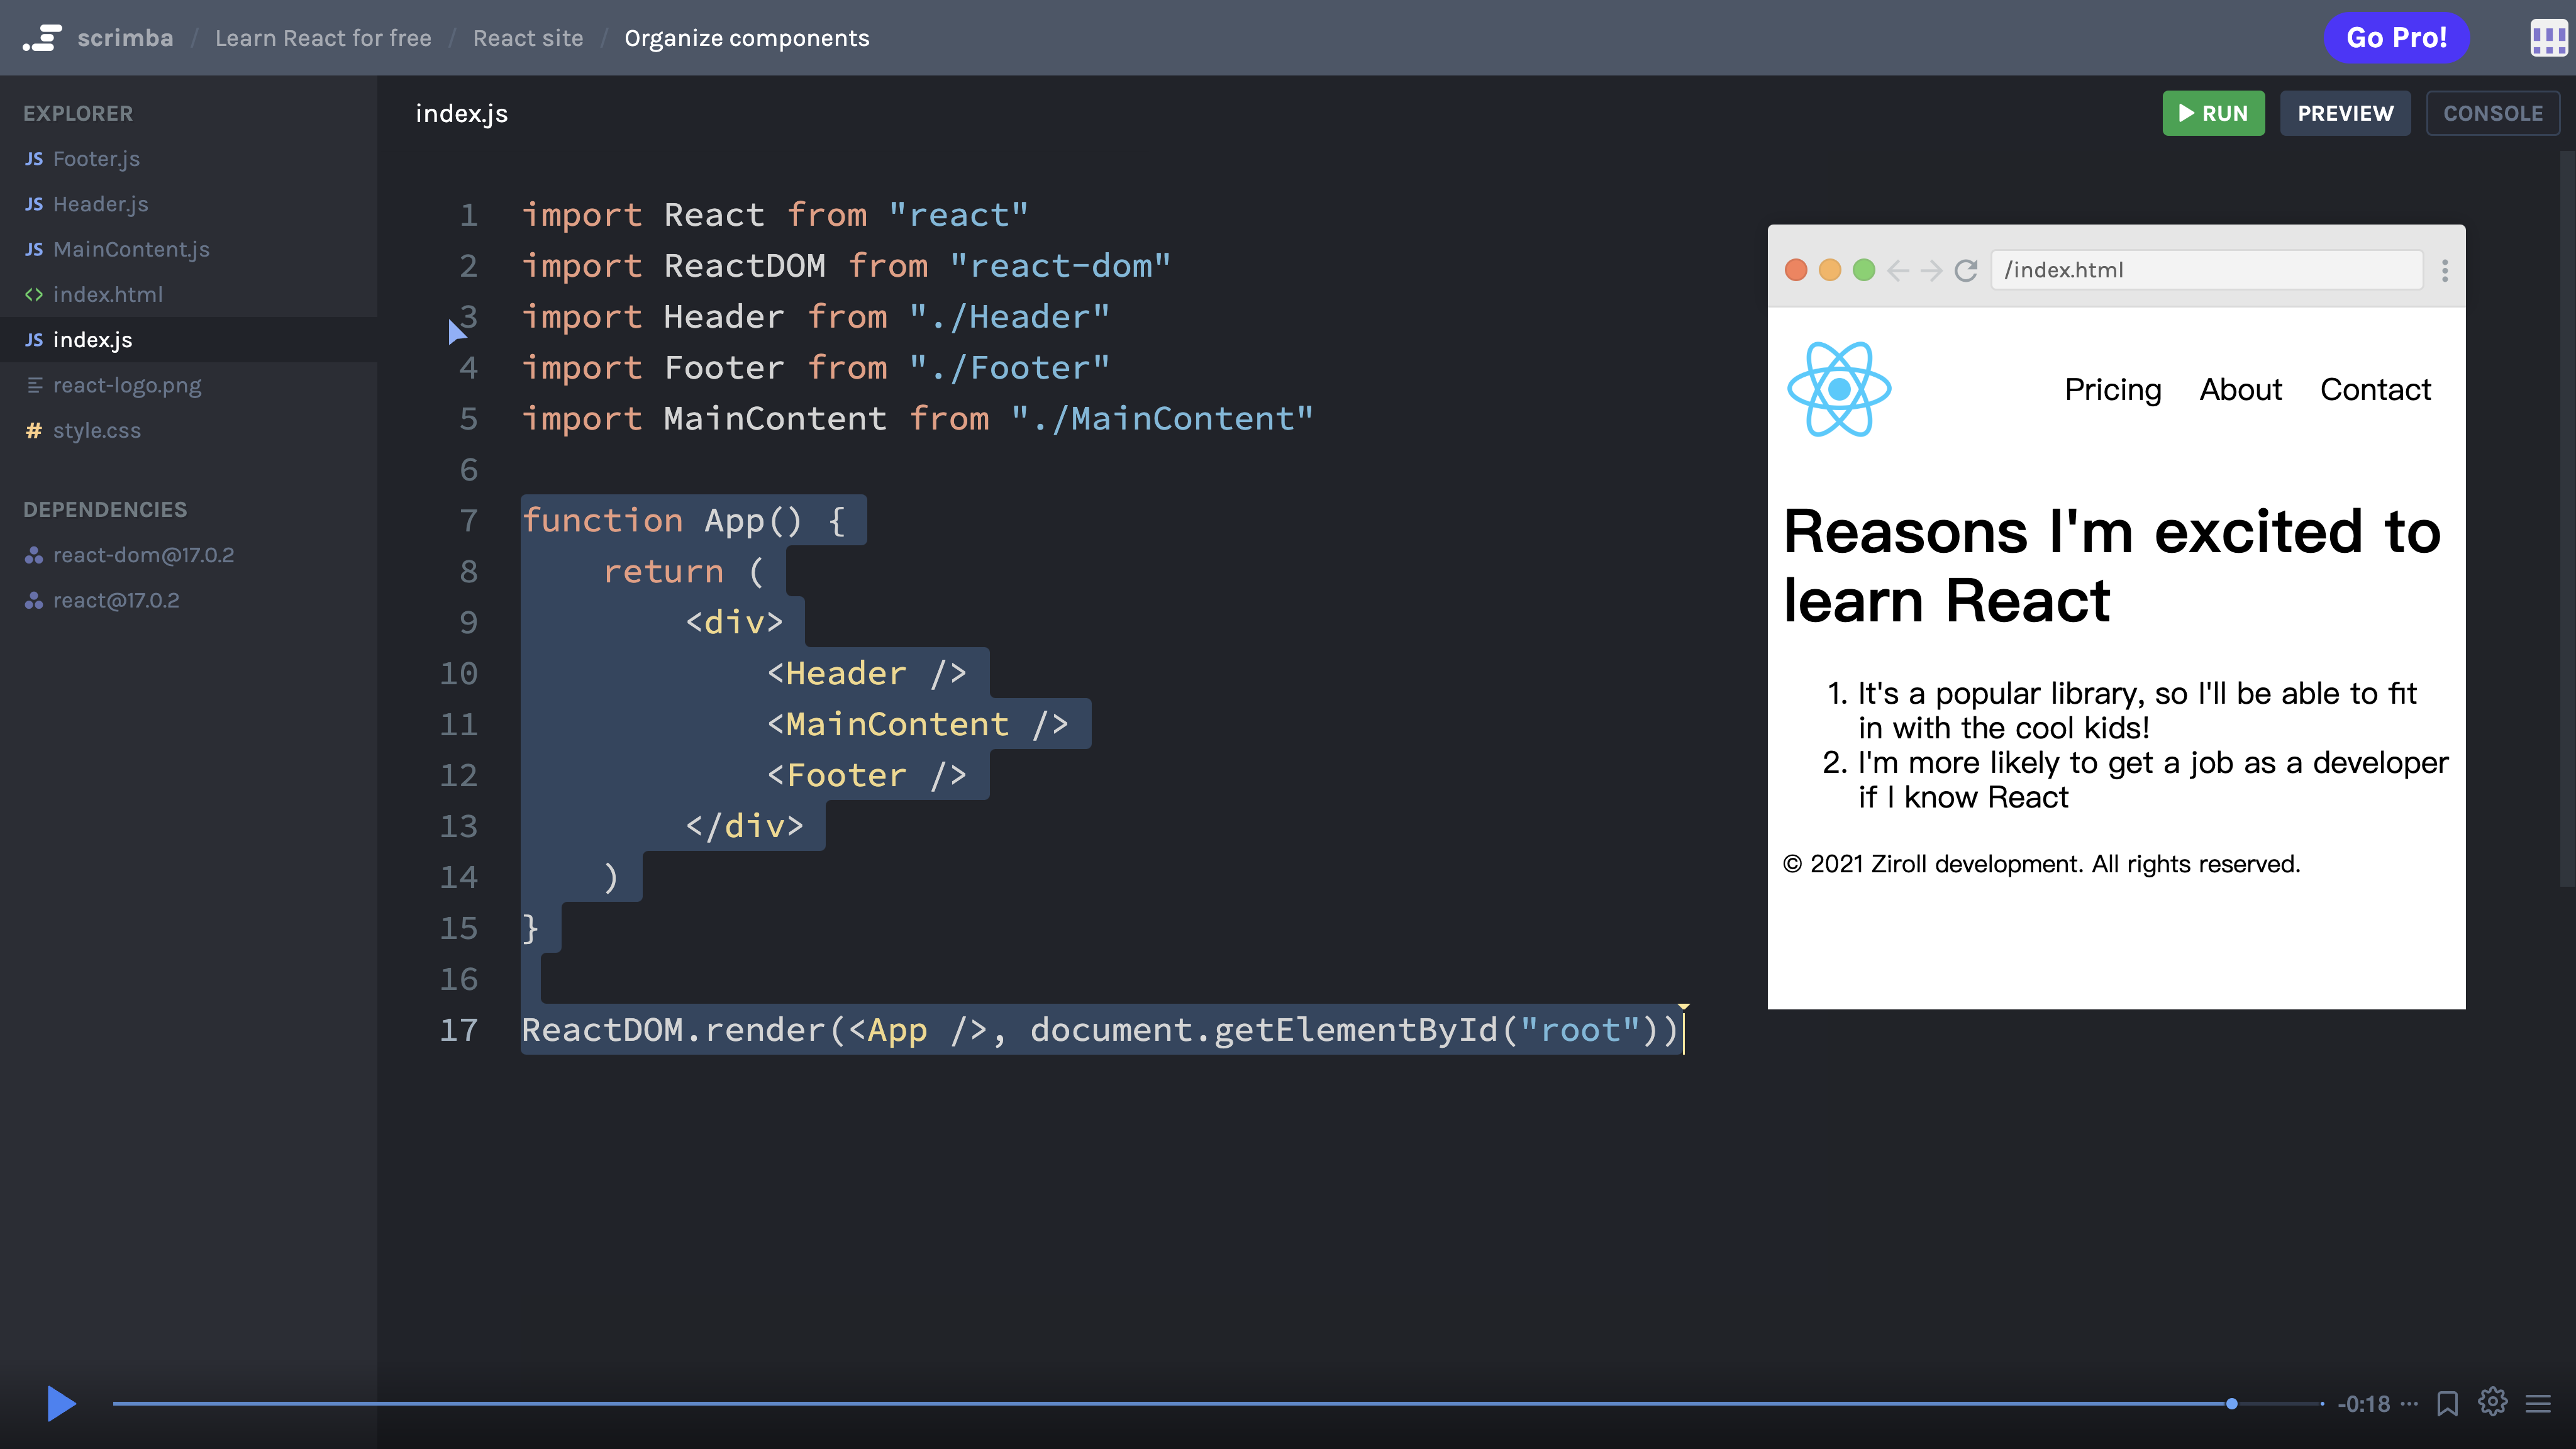 scrimba / Learn React for free / React site / Organize components
Go Pro!
EXPLORER
JS Footer.js
JS Header.js
JS MainContent.js
<> index.html
JS index.js
react-logo.png
# style.css
DEPENDENCIES
react-dom@17.0.2
react@17.0.2
index.js
RUN
PREVIEW
CONSOLE
1 import React from "react"
2 import ReactDOM from "react-dom"
3 import Header from "./Header"
4 import Footer from "./Footer"
5 import MainContent from "./MainContent"
6
7 function App() {
8     return (
9         <div>
10             <Header />
11             <MainContent />
12             <Footer />
13         </div>
14     )
15 }
16
17 ReactDOM.render(<App />, document.getElementById("root"))
/index.html
Pricing About Contact
Reasons I'm excited to
learn React
1. It's a popular library, so I'll be able to fit
in with the cool kids!
2. I'm more likely to get a job as a developer
if I know React
© 2021 Ziroll development. All rights reserved.
-0:18